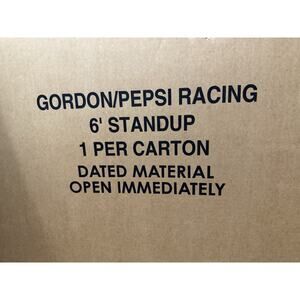 GORDON/PEPSI RACING
6' STANDUP
1 PER CARTON
DATED MATERIAL
OPEN IMMEDIATELY